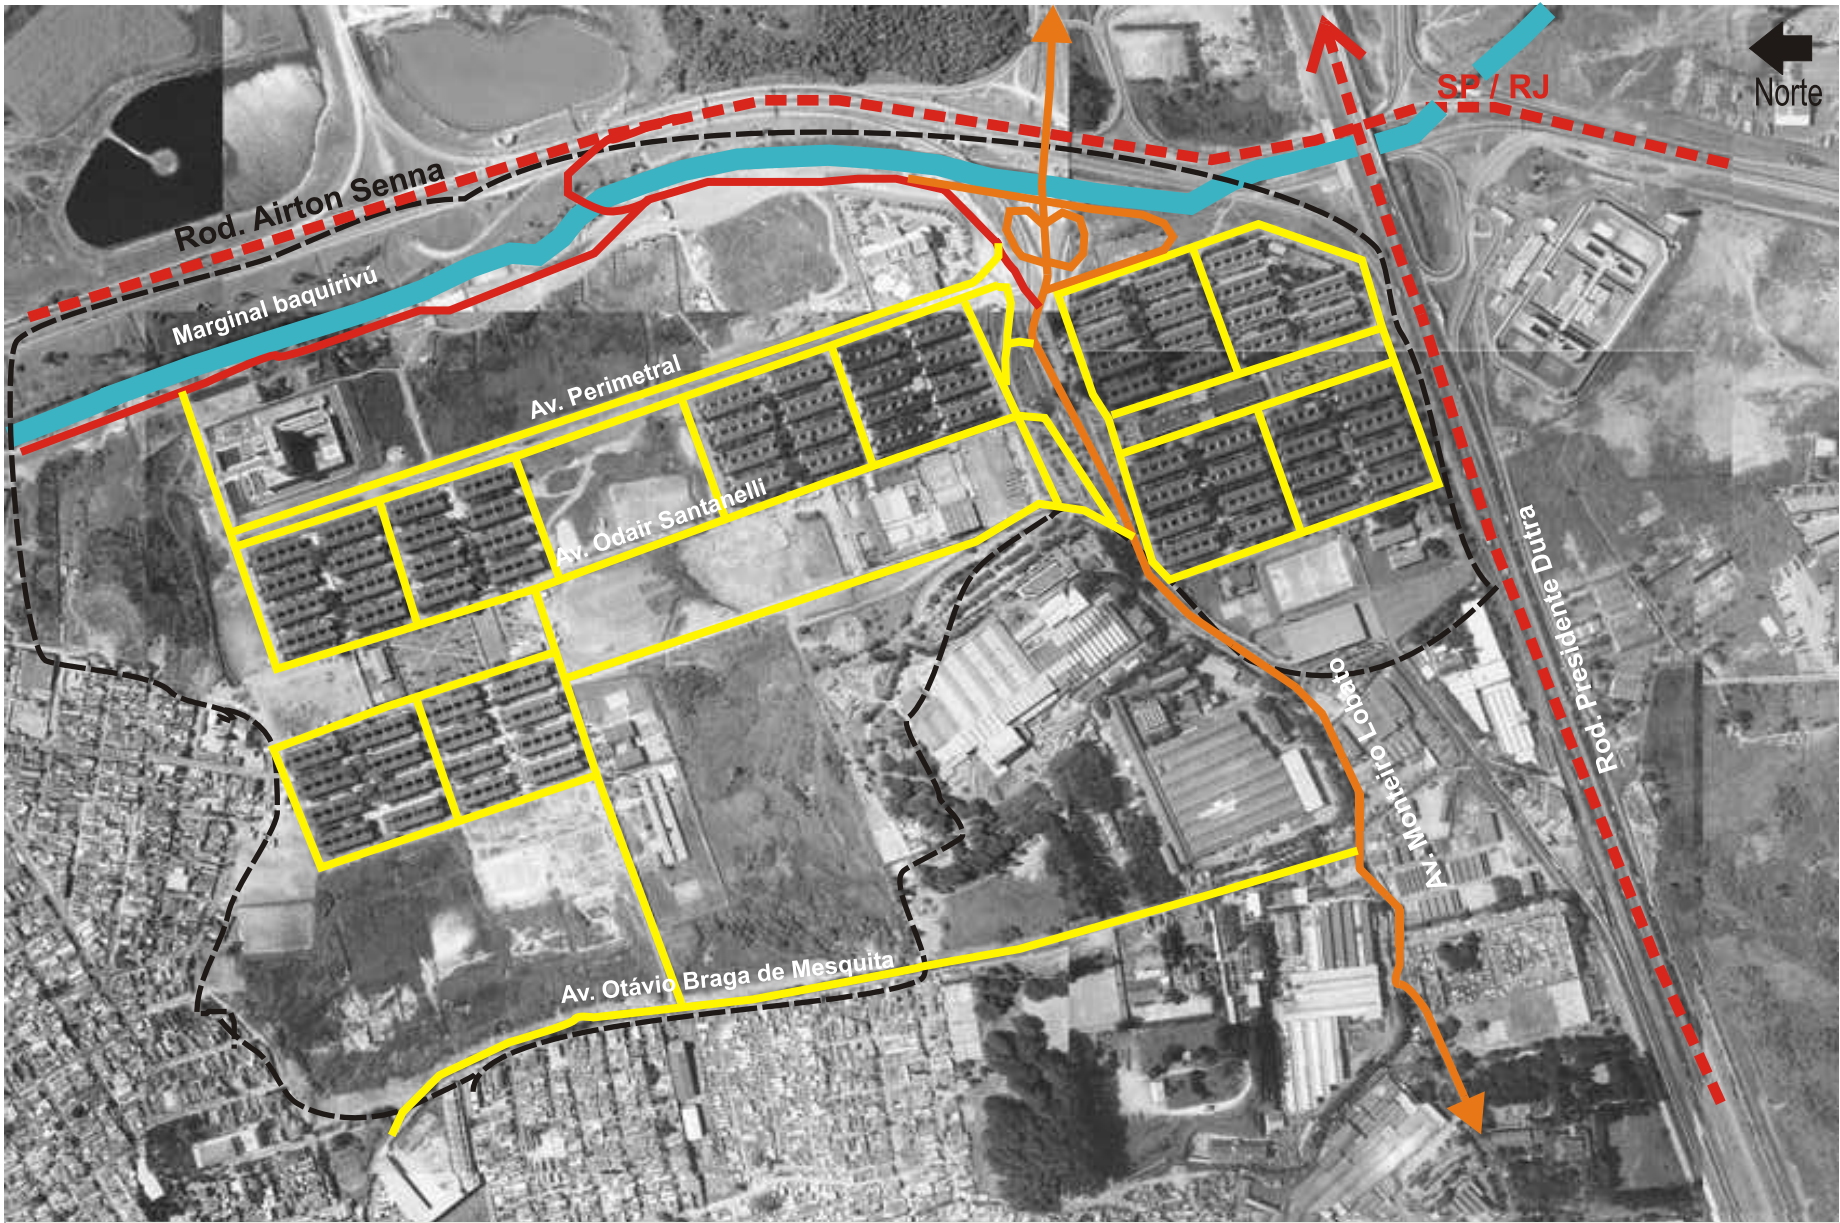 SP / RJ
Norte
Rod. Airton Senna
Marginal baquirivú
Av. Perimetral
Av. Odair Santanelli
Rod. Presidente Dutra
Av. Monteiro Lobato
Av. Otávio Braga de Mesquita